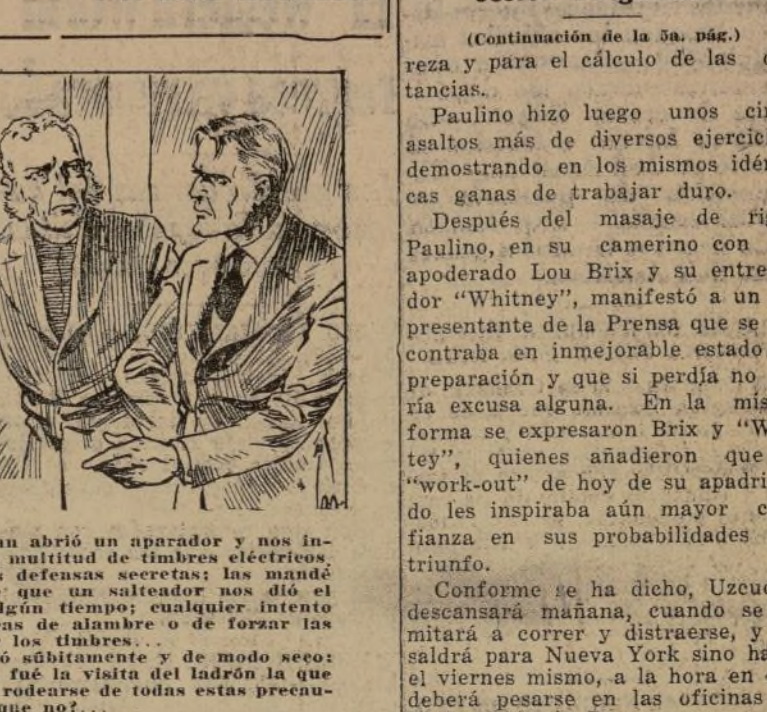 an abrió un aparador y nos in-
multitud de timbres eléctricos,
s defensas secretas; las mandé
que un salteador nos dió el
lgún tiempo; cualquier intento
as de alambre o de forzar las
los timbres...
ó súbitamente y de modo seco:
fué la visita del ladrón la que
rodearse de todas estas precau-
que no?...
(Continuación de la 5a. pág.)
reza y para el cálculo de las
tancias.
Paulino hizo luego unos cin
asaltos más de diversos ejercic
demostrando en los mismos idén
cas ganas de trabajar duro.
Después del masaje de rig
Paulino, en su camerino con
apoderado Lou Brix y su entre
dor "Whitney", manifestó a un
presentante de la Prensa que se
contraba en inmejorable estado
preparación y que si perdía no
ría excusa alguna. En la mis
forma se expresaron Brix y "W
tey", quienes añadieron que
"work-out" de hoy de su apadri
do les inspiraba aún mayor c
fianza en sus probabilidades
triunfo.
Conforme se ha dicho, Uzcud
descansará mañana, cuando se
mitará a correr y distraerse, y
saldrá para Nueva York sino ha
el viernes mismo, a la hora en
deberá pesarse en las oficinas